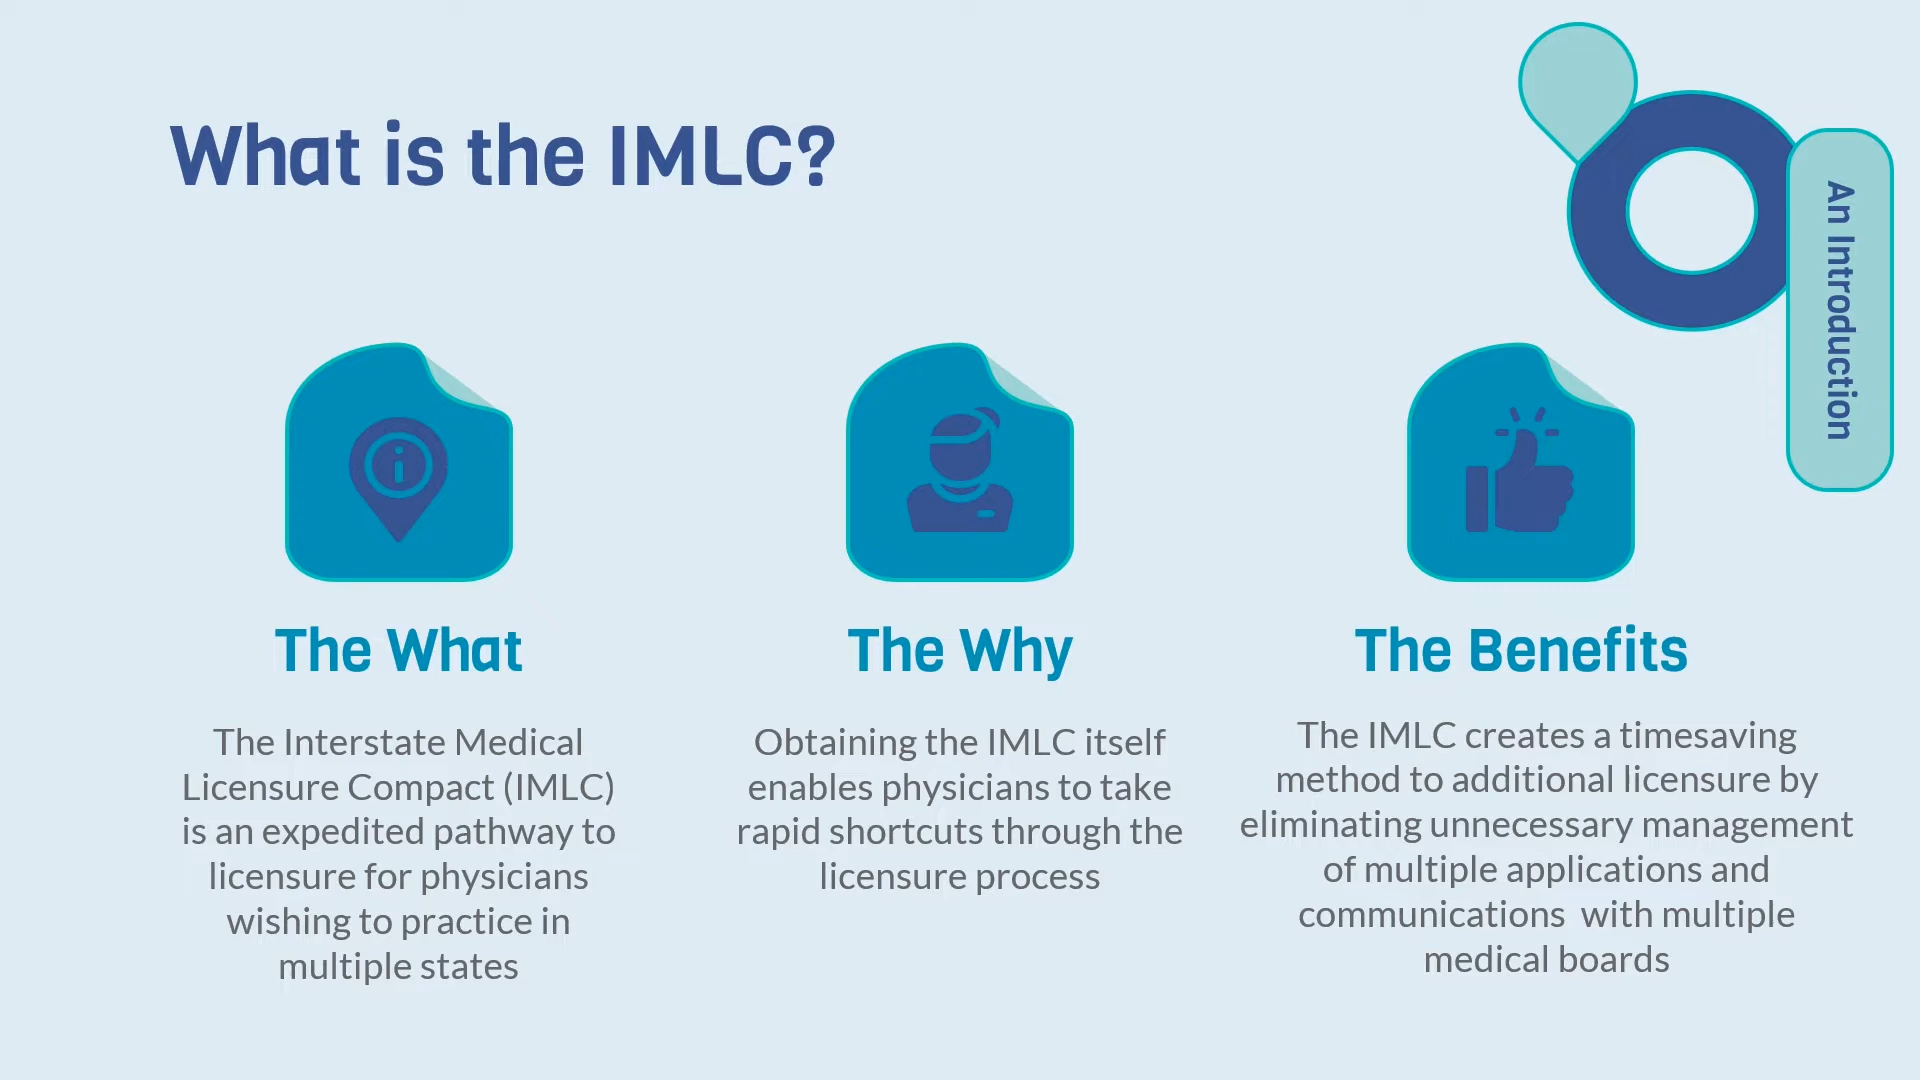 What is the IMLC?
An Introduction
The What
The Interstate Medical
Licensure Compact (IMLC)
is an expedited pathway to
licensure for physicians
wishing to practice in
multiple states
The Why
Obtaining the IMLC itself
enables physicians to take
rapid shortcuts through the
licensure process
The Benefits
The IMLC creates a timesaving
method to additional licensure by
eliminating unnecessary management
of multiple applications and
communications  with multiple
medical boards